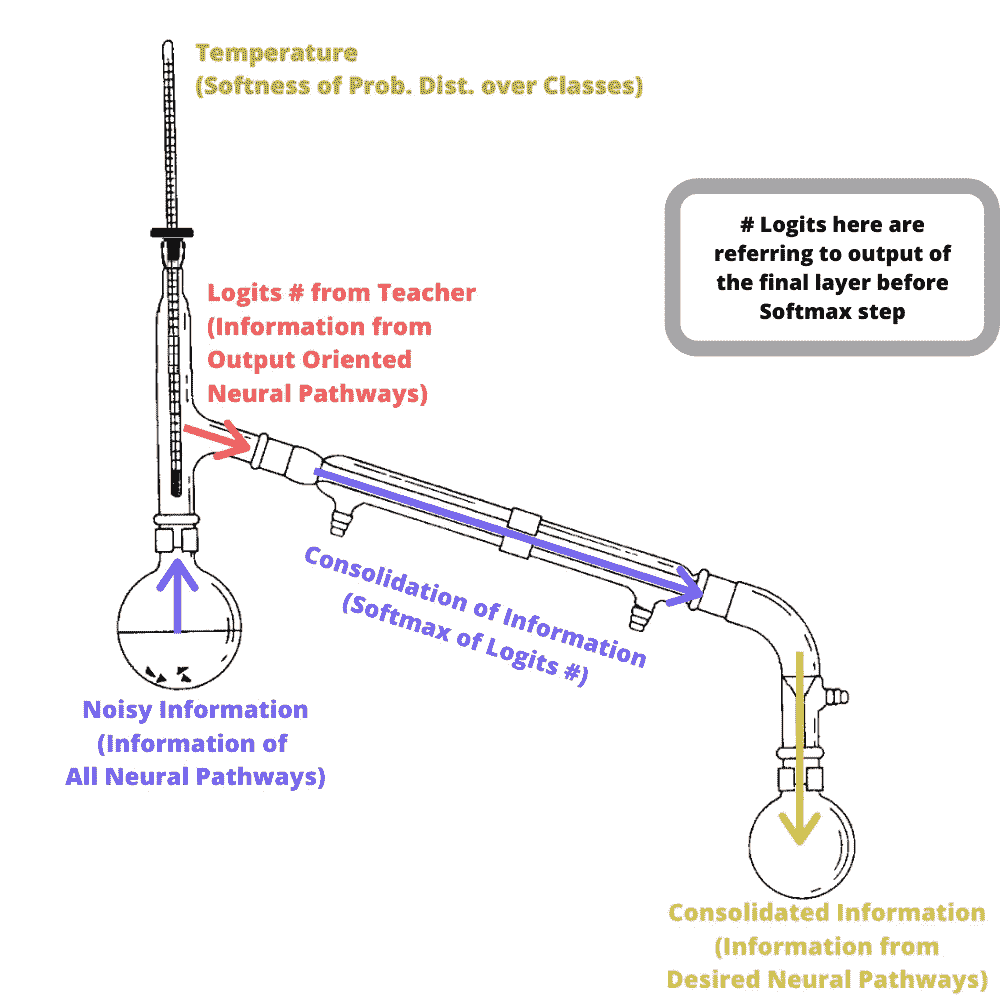 Temperature
(Softness of Prob. Dist. over Classes)
# Logits here are
referring to output of
the final layer before
Softmax step
Logits # from Teacher
(Information from
Output Oriented
Neural Pathways)
Consolidation of Information
(Softmax of Logits #)
Noisy Information
(Information of
All Neural Pathways)
Consolidated Information
(Information from
Desired Neural Pathways)